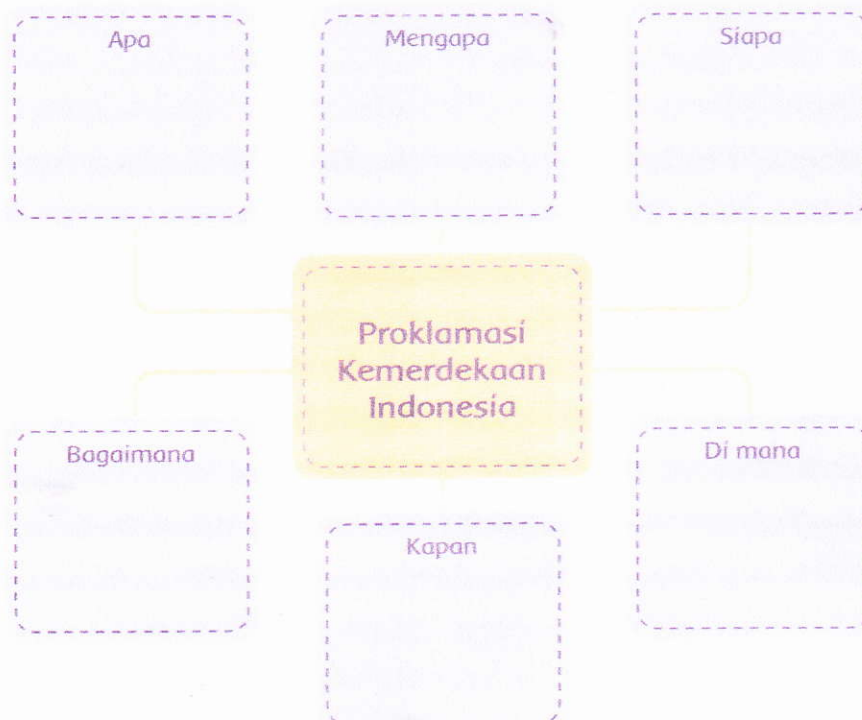 Apa
Mengapa
Siapa
Proklamasi
Kemerdekaan
Indonesia
Bagaimana
Kapan
Di mana